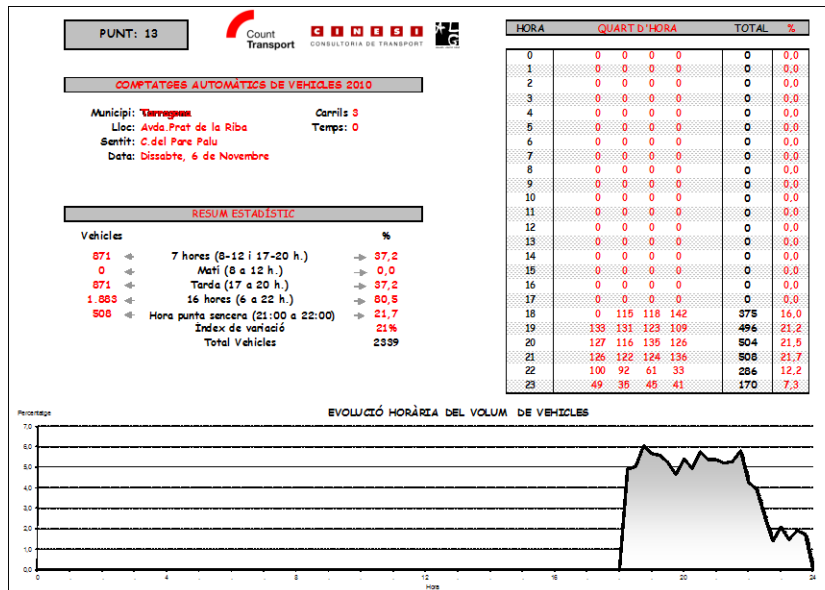 PUNT: 13
Count
Transport
CINESI
CONSULTORIA DE TRANSPORT
COMPTATGES AUTOMÀTICS DE VEHICLES 2010
Municipi: Tarragona Carrils 3
Lloc: Avda.Prat de la Riba Temps: 0
Sentit: C.del Pare Palu
Data: Dissabte, 6 de Novembre
RESUM ESTADÍSTIC
Vehicles %
871 7 hores (8-12 i 17-20 h.) 37,2
0 Matí (8 a 12 h.) 0,0
871 Tarda (17 a 20 h.) 37,2
1.883 16 hores (6 a 22 h.) 80,5
508 Hora punta sencera (21:00 a 22:00) 21,7
Índex de variació 21%
Total Vehicles 2339
HORA QUART D'HORA TOTAL %
0 0 0 0 0 0 0,0
1 0 0 0 0 0 0,0
2 0 0 0 0 0 0,0
3 0 0 0 0 0 0,0
4 0 0 0 0 0 0,0
5 0 0 0 0 0 0,0
6 0 0 0 0 0 0,0
7 0 0 0 0 0 0,0
8 0 0 0 0 0 0,0
9 0 0 0 0 0 0,0
10 0 0 0 0 0 0,0
11 0 0 0 0 0 0,0
12 0 0 0 0 0 0,0
13 0 0 0 0 0 0,0
14 0 0 0 0 0 0,0
15 0 0 0 0 0 0,0
16 0 0 0 0 0 0,0
17 0 0 0 0 0 0,0
18 0 115 118 142 375 16,0
19 133 131 123 109 496 21,2
20 127 116 135 126 504 21,5
21 126 122 124 136 508 21,7
22 100 92 61 33 286 12,2
23 49 35 45 41 170 7,3
EVOLUCIÓ HORÀRIA DEL VOLUM DE VEHICLES
Percentatge
7,0
6,0
5,0
4,0
3,0
2,0
1,0
0,0
0 4 8 12 16 20 24
Hora